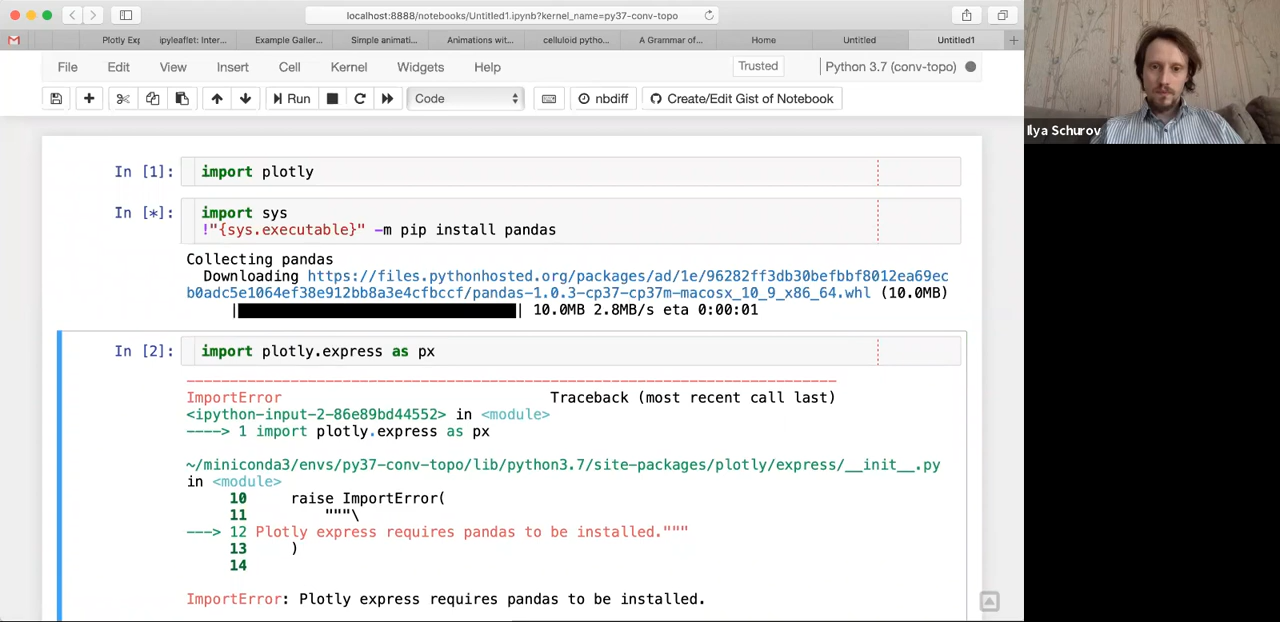 localhost:8888/notebooks/Untitled1.ipynb?kernel_name=py37-conv-topo
Plotly Exp ipyleaflet: Inter... Example Galler... Simple animati... Animations wit... celluloid pytho... A Grammar of... Home Untitled Untitled1
File Edit View Insert Cell Kernel Widgets Help Trusted Python 3.7 (conv-topo)
Run Code nbdiff Create/Edit Gist of Notebook
Ilya Schurov
In [1]: import plotly
In [*]: import sys
!"{sys.executable}" -m pip install pandas
Collecting pandas
Downloading https://files.pythonhosted.org/packages/ad/1e/96282ff3db30befbbf8012ea69ec
b0adc5e1064ef38e912bb8a3e4cfbccf/pandas-1.0.3-cp37-cp37m-macosx_10_9_x86_64.whl (10.0MB)
|████████████████████████████████| 10.0MB 2.8MB/s eta 0:00:01
In [2]: import plotly.express as px
---------------------------------------------------------------------------
ImportError Traceback (most recent call last)
<ipython-input-2-86e89bd44552> in <module>
----> 1 import plotly.express as px
~/miniconda3/envs/py37-conv-topo/lib/python3.7/site-packages/plotly/express/__init__.py
in <module>
10 raise ImportError(
11 """\
---> 12 Plotly express requires pandas to be installed."""
13 )
14
ImportError: Plotly express requires pandas to be installed.